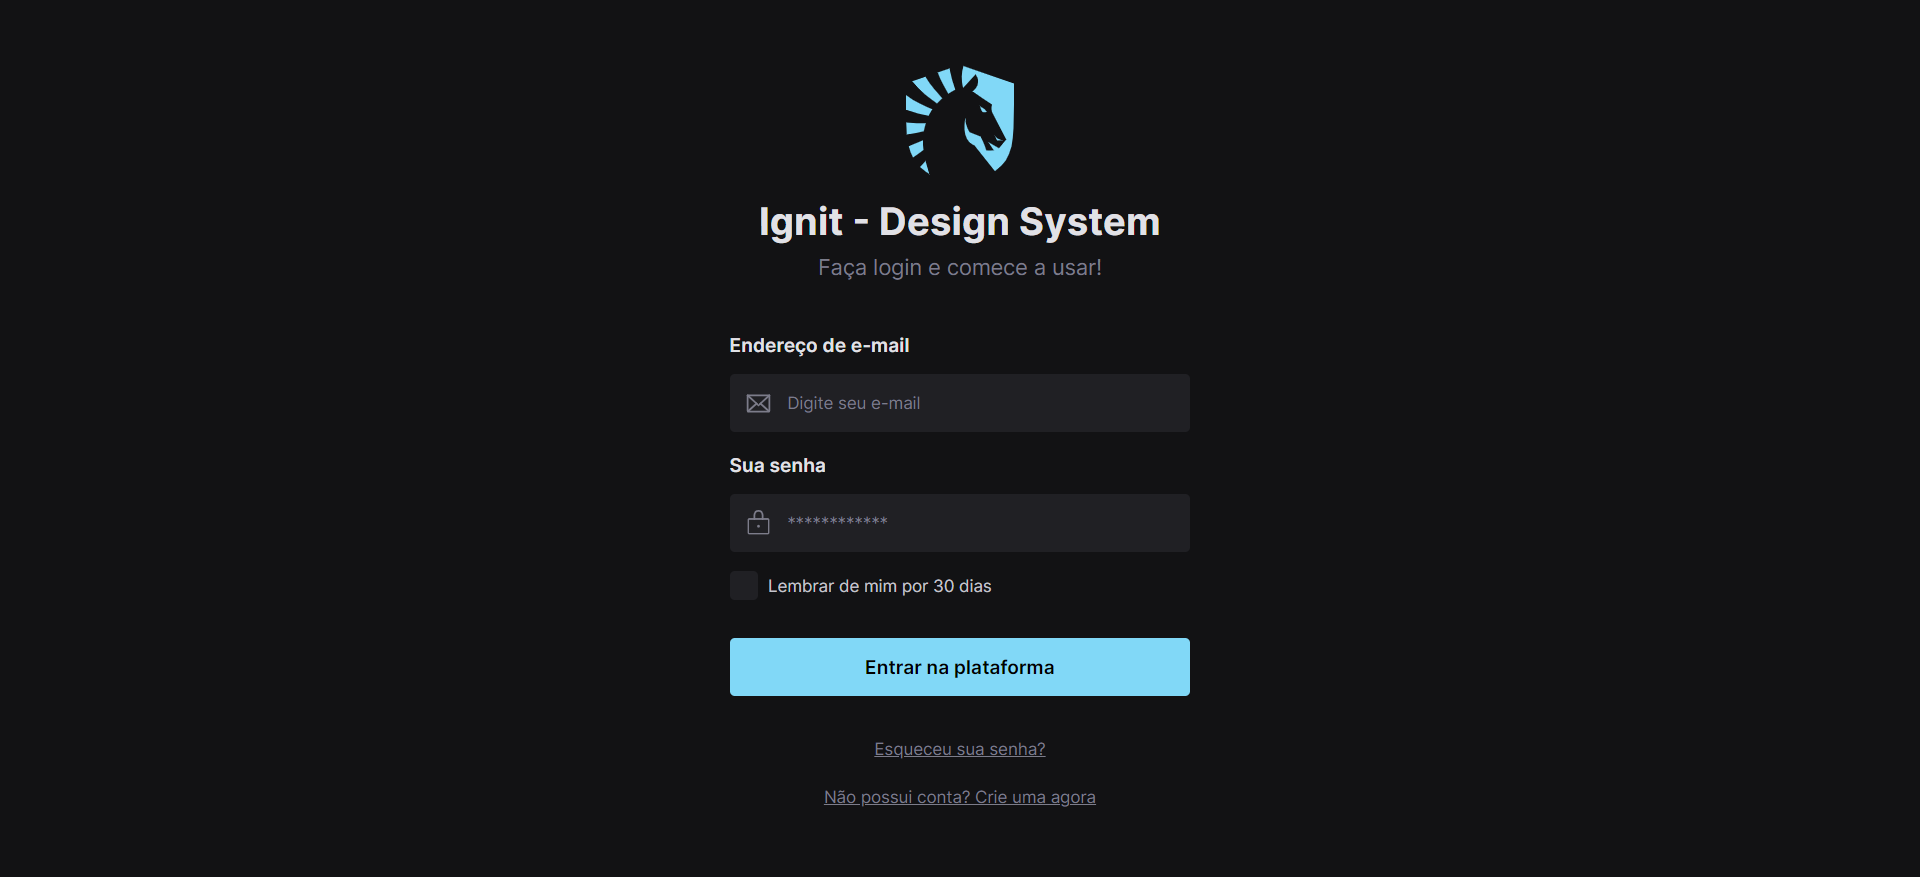 Ignit - Design System
Faça login e comece a usar!
Endereço de e-mail
Digite seu e-mail
Sua senha
************
Lembrar de mim por 30 dias
Entrar na plataforma
Esqueceu sua senha?
Não possui conta? Crie uma agora